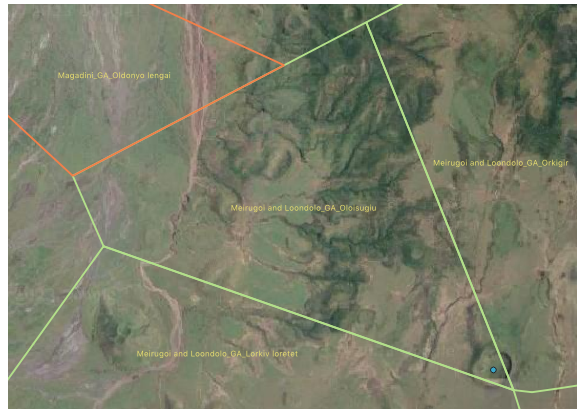 Magadini_GA_Oldonyo lengai
Meirugoi and Loondolo_GA_Orkigir
Meirugoi and Loondolo_GA_Oloisugiu
Meirugoi and Loondolo_GA_Lorkiy loretet